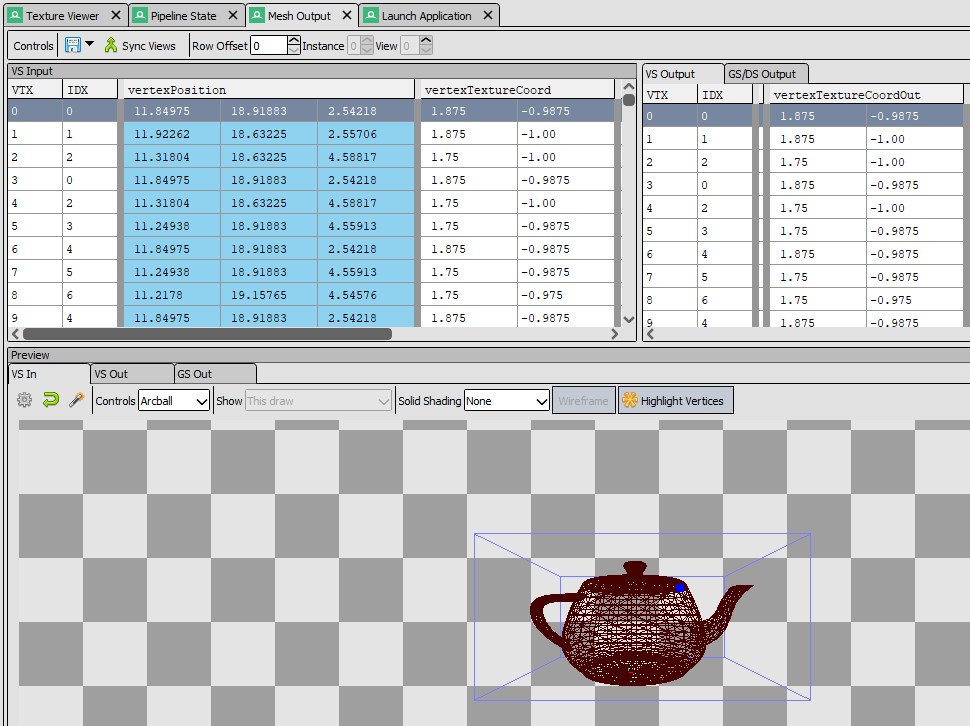 Texture Viewer Pipeline State Mesh Output Launch Application
Controls Sync Views Row Offset 0 Instance 0 View 0
VS Input
VTX IDX vertexPosition vertexTextureCoord
0 0 11.84975 18.91883 2.54218 1.875 -0.9875
1 1 11.92262 18.63225 2.55706 1.875 -1.00
2 2 11.31804 18.63225 4.58817 1.75 -1.00
3 0 11.84975 18.91883 2.54218 1.875 -0.9875
4 2 11.31804 18.63225 4.58817 1.75 -1.00
5 3 11.24938 18.91883 4.55913 1.75 -0.9875
6 4 11.84975 18.91883 2.54218 1.875 -0.9875
7 5 11.24938 18.91883 4.55913 1.75 -0.9875
8 6 11.2178 19.15765 4.54576 1.75 -0.975
9 4 11.84975 18.91883 2.54218 1.875 -0.9875
VS Output GS/DS Output
VTX IDX vertexTextureCoordOut
0 0 1.875 -0.9875
1 1 1.875 -1.00
2 2 1.75 -1.00
3 0 1.875 -0.9875
4 2 1.75 -1.00
5 3 1.75 -0.9875
6 4 1.875 -0.9875
7 5 1.75 -0.9875
8 6 1.75 -0.975
9 4 1.875 -0.9875
Preview
VS In VS Out GS Out
Controls Arcball Show This draw Solid Shading None Wireframe Highlight Vertices